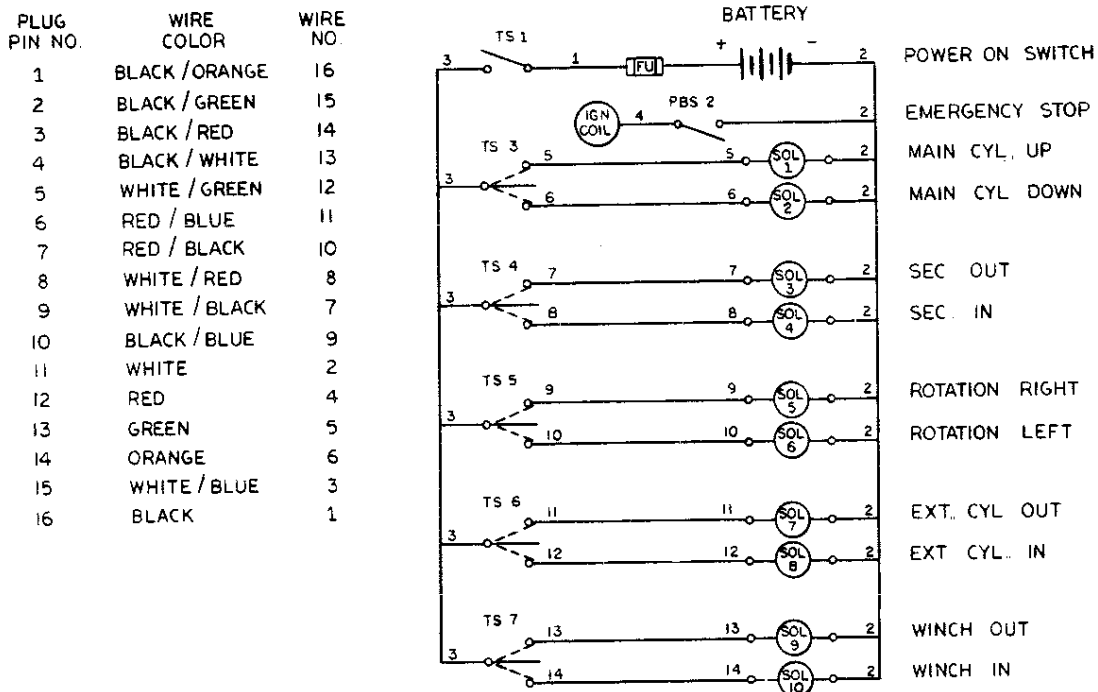 PLUG PIN NO. WIRE COLOR WIRE NO.
1 BLACK / ORANGE 16
2 BLACK / GREEN 15
3 BLACK / RED 14
4 BLACK / WHITE 13
5 WHITE / GREEN 12
6 RED / BLUE 11
7 RED / BLACK 10
8 WHITE / RED 8
9 WHITE / BLACK 7
10 BLACK / BLUE 9
11 WHITE 2
12 RED 4
13 GREEN 5
14 ORANGE 6
15 WHITE / BLUE 3
16 BLACK 1
BATTERY
3 TS 1 1 FU + - 2 POWER ON SWITCH
IGN COIL 4 PBS 2 2 EMERGENCY STOP
TS 3
5 5 SOL 1 2 MAIN CYL. UP
3
6 6 SOL 2 2 MAIN CYL DOWN
TS 4
7 7 SOL 3 2 SEC OUT
3
8 8 SOL 4 2 SEC. IN
TS 5
9 9 SOL 5 2 ROTATION RIGHT
3
10 10 SOL 6 2 ROTATION LEFT
TS 6
11 11 SOL 7 2 EXT. CYL OUT
3
12 12 SOL 8 2 EXT CYL. IN
TS 7
13 13 SOL 9 2 WINCH OUT
3
14 14 SOL 10 2 WINCH IN